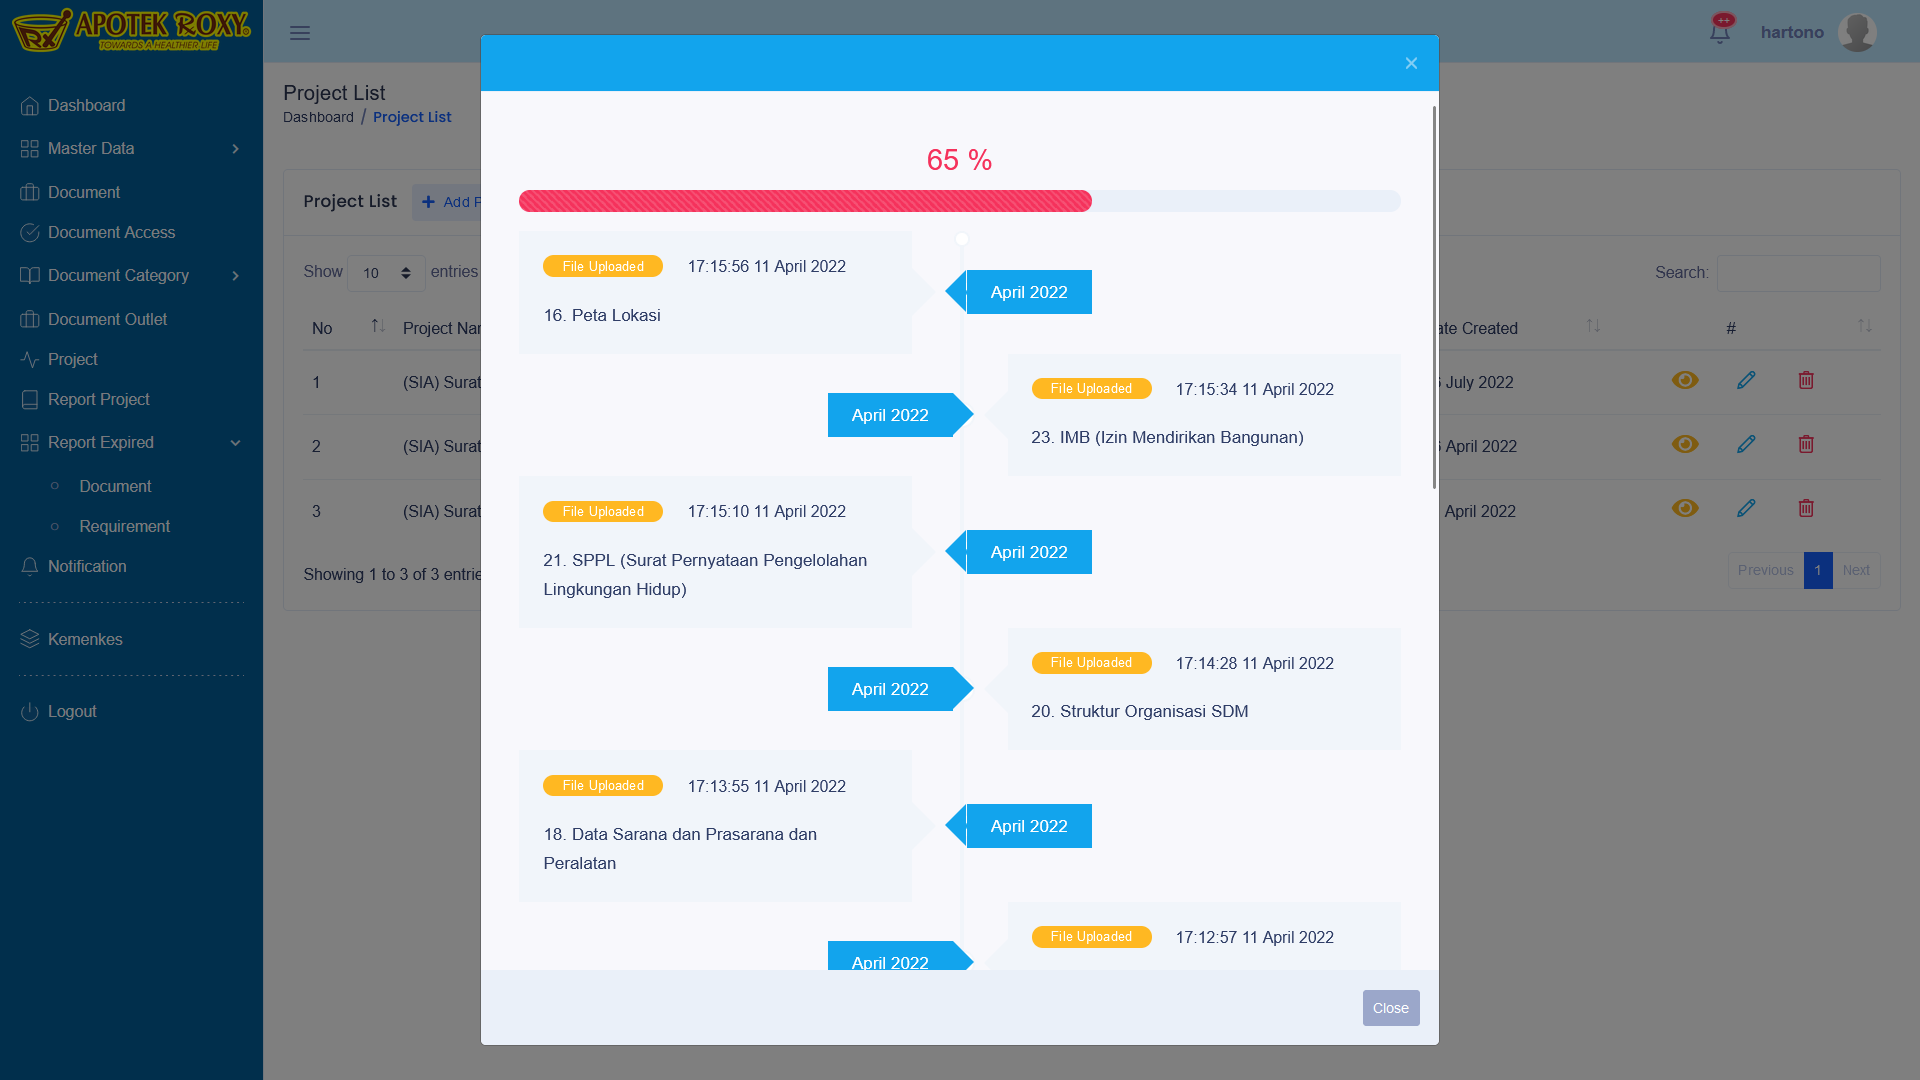 APOTEK ROXY
TOWARDS A HEALTHIER LIFE
Dashboard
Master Data
Document
Document Access
Document Category
Document Outlet
Project
Report Project
Report Expired
Document
Requirement
Notification
Kemenkes
Logout
++
hartono
Project List
Dashboard / Project List
Project List
Add
Show 10 entries
Search:
No
Project
Created
#
1
(SIA) Surat
July 2022
2
(SIA) Surat
April 2022
3
(SIA) Surat
April 2022
Showing 1 to 3 of 3
Previous 1 Next
×
65 %
File Uploaded 17:15:56 11 April 2022
16. Peta Lokasi
April 2022
File Uploaded 17:15:34 11 April 2022
23. IMB (Izin Mendirikan Bangunan)
April 2022
File Uploaded 17:15:10 11 April 2022
21. SPPL (Surat Pernyataan Pengelolahan
Lingkungan Hidup)
April 2022
File Uploaded 17:14:28 11 April 2022
20. Struktur Organisasi SDM
April 2022
File Uploaded 17:13:55 11 April 2022
18. Data Sarana dan Prasarana dan
Peralatan
April 2022
File Uploaded 17:12:57 11 April 2022
April 2022
Close